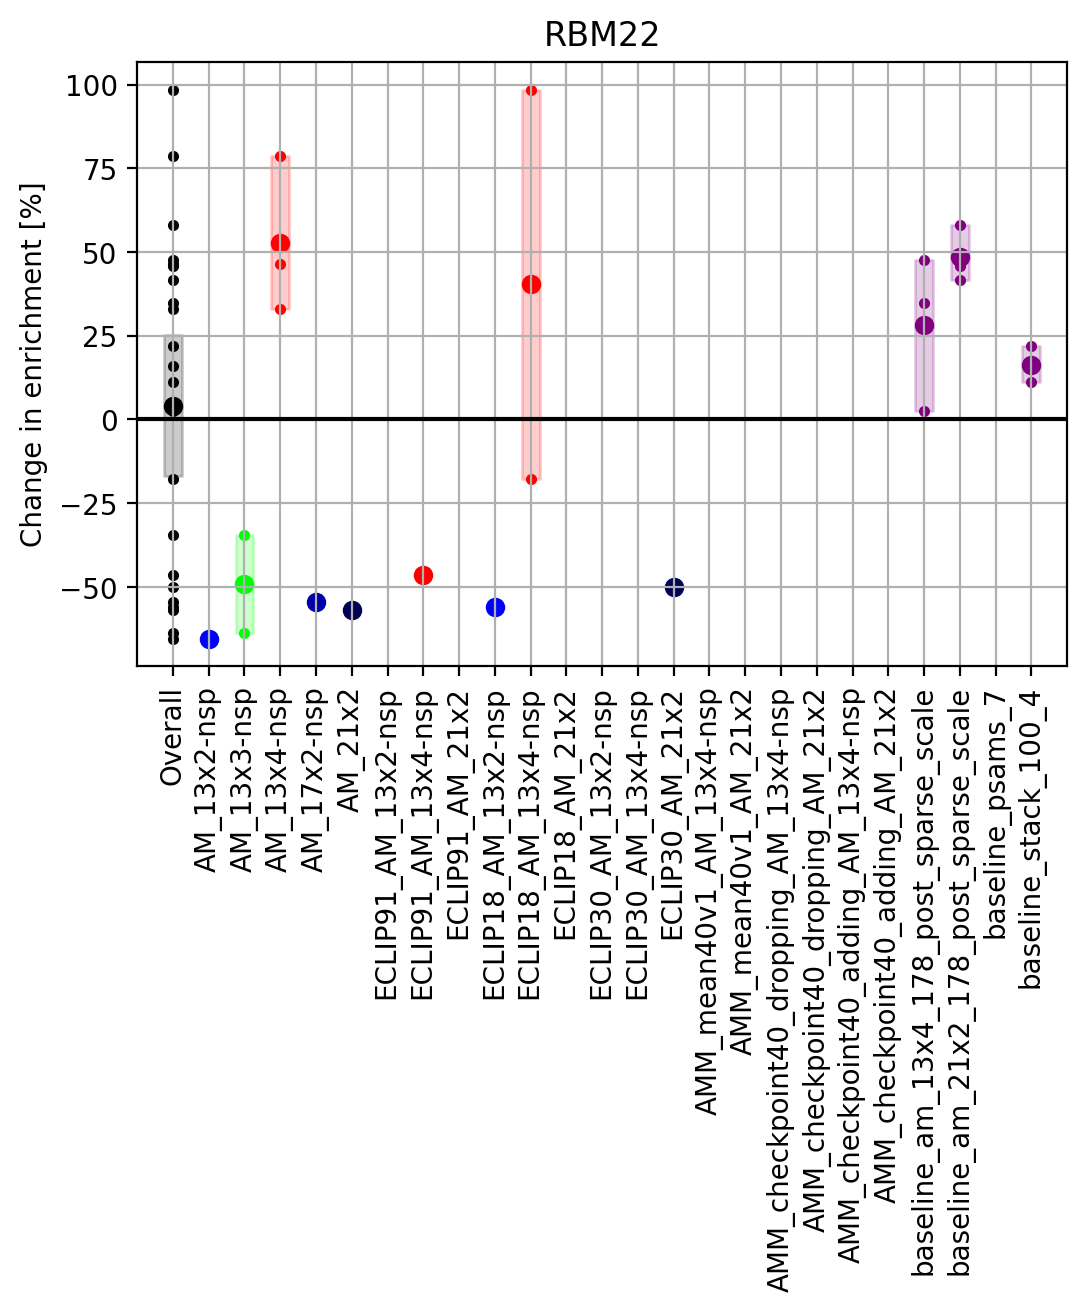 RBM22
Change in enrichment [%]
100
75
50
25
0
−25
−50
Overall
AM_13x2-nsp
AM_13x3-nsp
AM_13x4-nsp
AM_17x2-nsp
AM_21x2
ECLIP91_AM_13x2-nsp
ECLIP91_AM_13x4-nsp
ECLIP91_AM_21x2
ECLIP18_AM_13x2-nsp
ECLIP18_AM_13x4-nsp
ECLIP18_AM_21x2
ECLIP30_AM_13x2-nsp
ECLIP30_AM_13x4-nsp
ECLIP30_AM_21x2
AMM_mean40v1_AM_13x4-nsp
AMM_mean40v1_AM_21x2
AMM_checkpoint40_dropping_AM_13x4-nsp
AMM_checkpoint40_dropping_AM_21x2
AMM_checkpoint40_adding_AM_13x4-nsp
AMM_checkpoint40_adding_AM_21x2
baseline_am_13x4_178_post_sparse_scale
baseline_am_21x2_178_post_sparse_scale
baseline_psams_7
baseline_stack_100_4